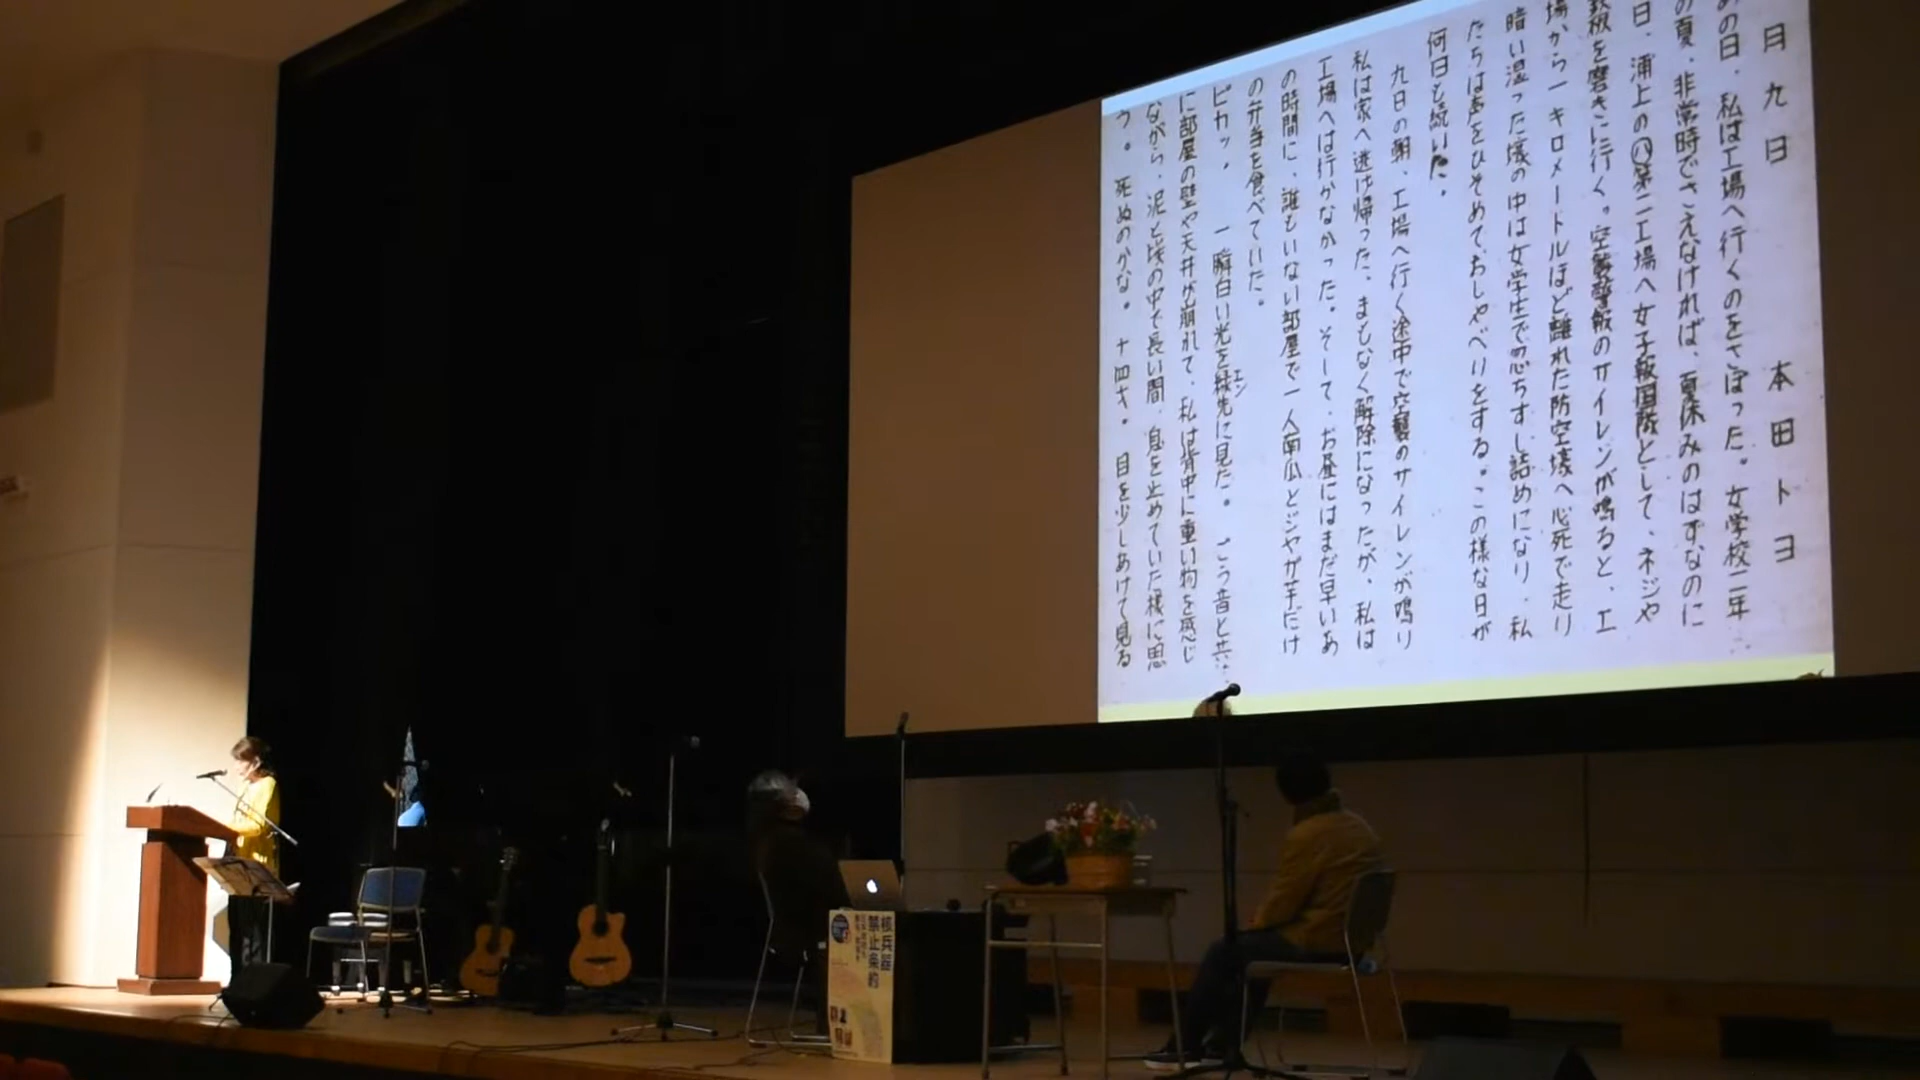 月九日
本田トヨ
の日、私は工場へ行くのをさぼった。女学校二年
の夏、非常時でさえなければ、夏休みのはずなのに
日、浦上の㋩第二工場へ女子報国隊として、ネジや
鉄板を磨きに行く。空襲警報のサイレンが鳴ると、工
場から一キロメートルほど離れた防空壕へ必死で走り
暗い湿った壕の中は女学生で忽ちすし詰めになり、私
たちは声をひそめて、おしゃべりをする。この様な日が
何日も続いた。
九日の朝、工場へ行く途中で空襲のサイレンが鳴り
私は家へ逃げ帰った、まもなく解除になったが、私は
工場へは行かなかった。そして、お昼にはまだ早いあ
の時間に、誰もいない部屋で一人南瓜とジャガ芋だけ
の弁当を食べていた。
ピカッ、一瞬白い光を縁先に見た。ごう音と共
エン
に部屋の壁や天井が崩れて、私は背中に重い物を感じ
ながら、泥と埃の中で長い間、息を止めていた様に思
う。死ぬのかな。十四才。目を少しあけて見る
核兵器
禁止条約